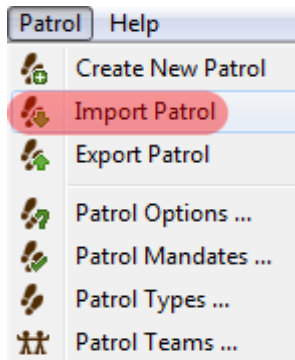 Patrol Help
Create New Patrol
Import Patrol
Export Patrol
Patrol Options ...
Patrol Mandates ...
Patrol Types ...
Patrol Teams ...